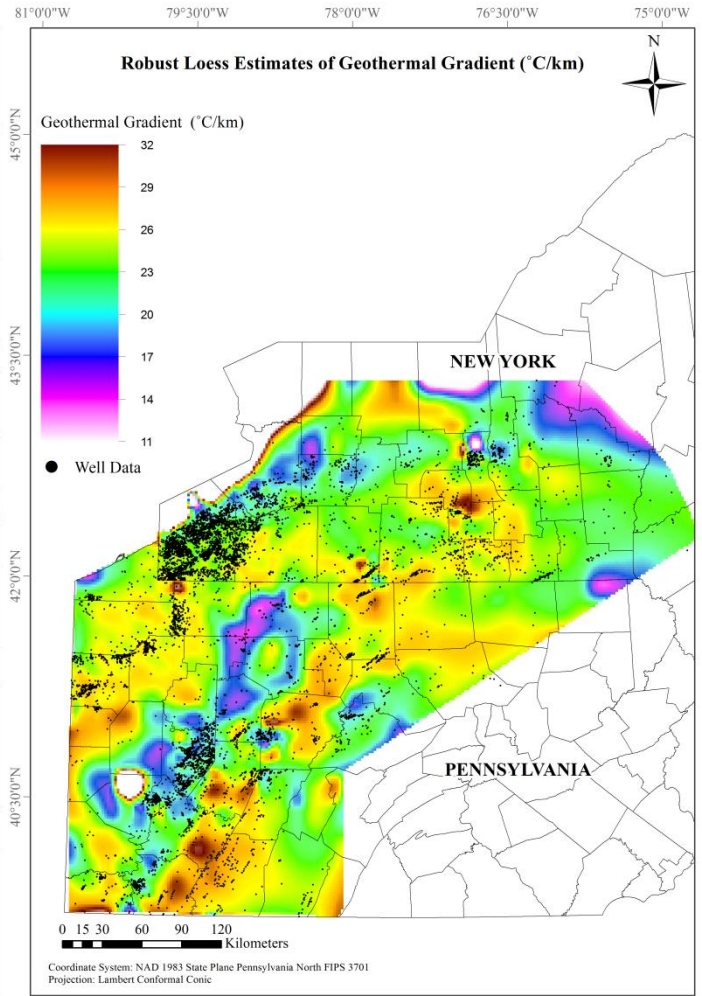 81°0'0"W 79°30'0"W 78°0'0"W 76°30'0"W 75°0'0"W
Robust Loess Estimates of Geothermal Gradient (˚C/km)
N
Geothermal Gradient (˚C/km)
32
29
26
23
20
17
14
11
Well Data
45°0'0"N
43°30'0"N
42°0'0"N
40°30'0"N
NEW YORK
PENNSYLVANIA
0 15 30 60 90 120
Kilometers
Coordinate System: NAD 1983 State Plane Pennsylvania North FIPS 3701
Projection: Lambert Conformal Conic